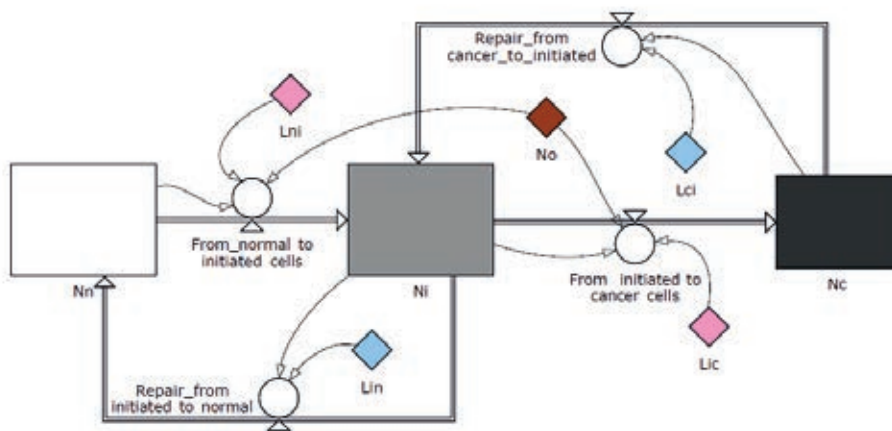 Repair_from
cancer_to_initiated
Lni
No
Lci
From_normal to
initiated cells
Nn
Ni
From initiated to
cancer cells
Nc
Lic
Lin
Repair_from
initiated to normal